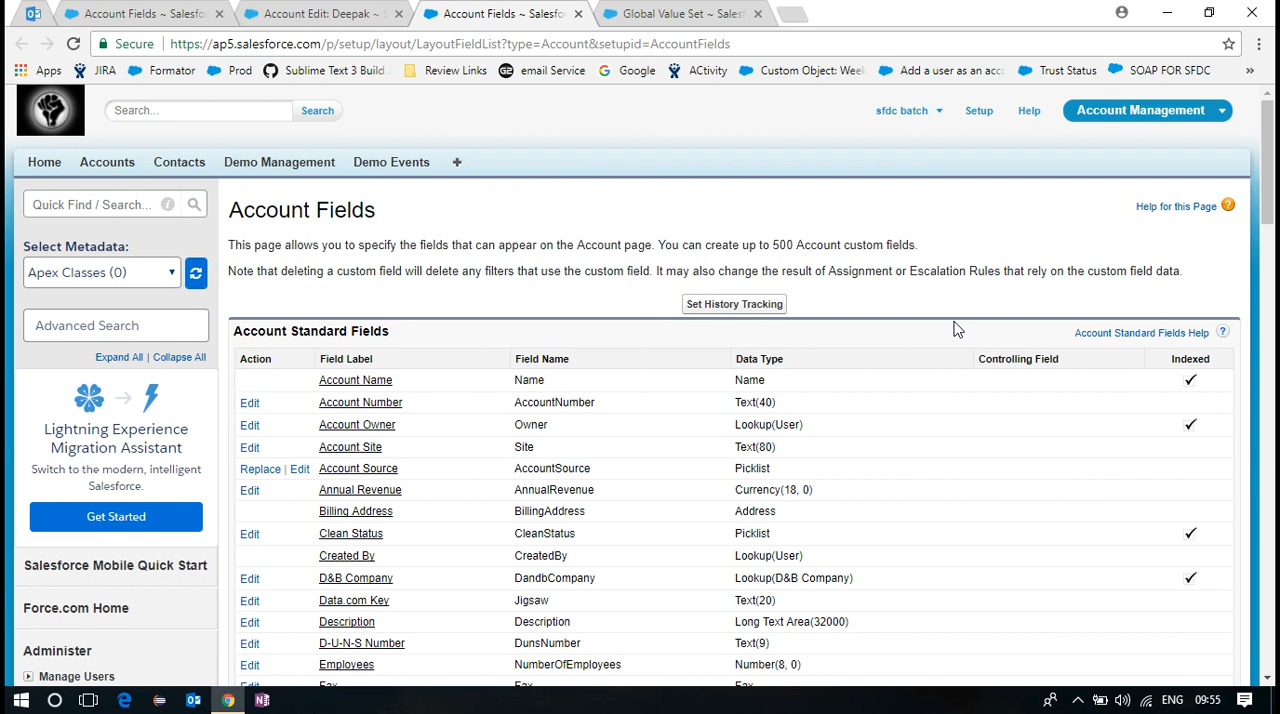 Account Fields ~ Salesfor
Account Edit: Deepak ~ S
Account Fields ~ Salesfo
Global Value Set ~ Sales
Secure
https://ap5.salesforce.com/p/setup/layout/LayoutFieldList?type=Account&setupid=AccountFields
Apps JIRA Formator Prod Sublime Text 3 Build Review Links email Service Google ACtivity Custom Object: Week Add a user as an acc Trust Status SOAP FOR SFDC »
Search... Search
sfdc batch Setup Help Account Management
Home Accounts Contacts Demo Management Demo Events +
Quick Find / Search...
Select Metadata:
Apex Classes (0)
Advanced Search
Expand All | Collapse All
Lightning Experience
Migration Assistant
Switch to the modern, intelligent
Salesforce.
Get Started
Salesforce Mobile Quick Start
Force.com Home
Administer
Manage Users
Account Fields
Help for this Page
This page allows you to specify the fields that can appear on the Account page. You can create up to 500 Account custom fields.
Note that deleting a custom field will delete any filters that use the custom field. It may also change the result of Assignment or Escalation Rules that rely on the custom field data.
Set History Tracking
Account Standard Fields Account Standard Fields Help ?
Action Field Label Field Name Data Type Controlling Field Indexed
Account Name Name Name ✓
Edit Account Number AccountNumber Text(40)
Edit Account Owner Owner Lookup(User) ✓
Edit Account Site Site Text(80)
Replace | Edit Account Source AccountSource Picklist
Edit Annual Revenue AnnualRevenue Currency(18, 0)
Billing Address BillingAddress Address
Edit Clean Status CleanStatus Picklist ✓
Created By CreatedBy Lookup(User)
Edit D&B Company DandbCompany Lookup(D&B Company) ✓
Edit Data.com Key Jigsaw Text(20)
Edit Description Description Long Text Area(32000)
Edit D-U-N-S Number DunsNumber Text(9)
Edit Employees NumberOfEmployees Number(8, 0)
Edit Fax Fax Fax
ENG 09:55